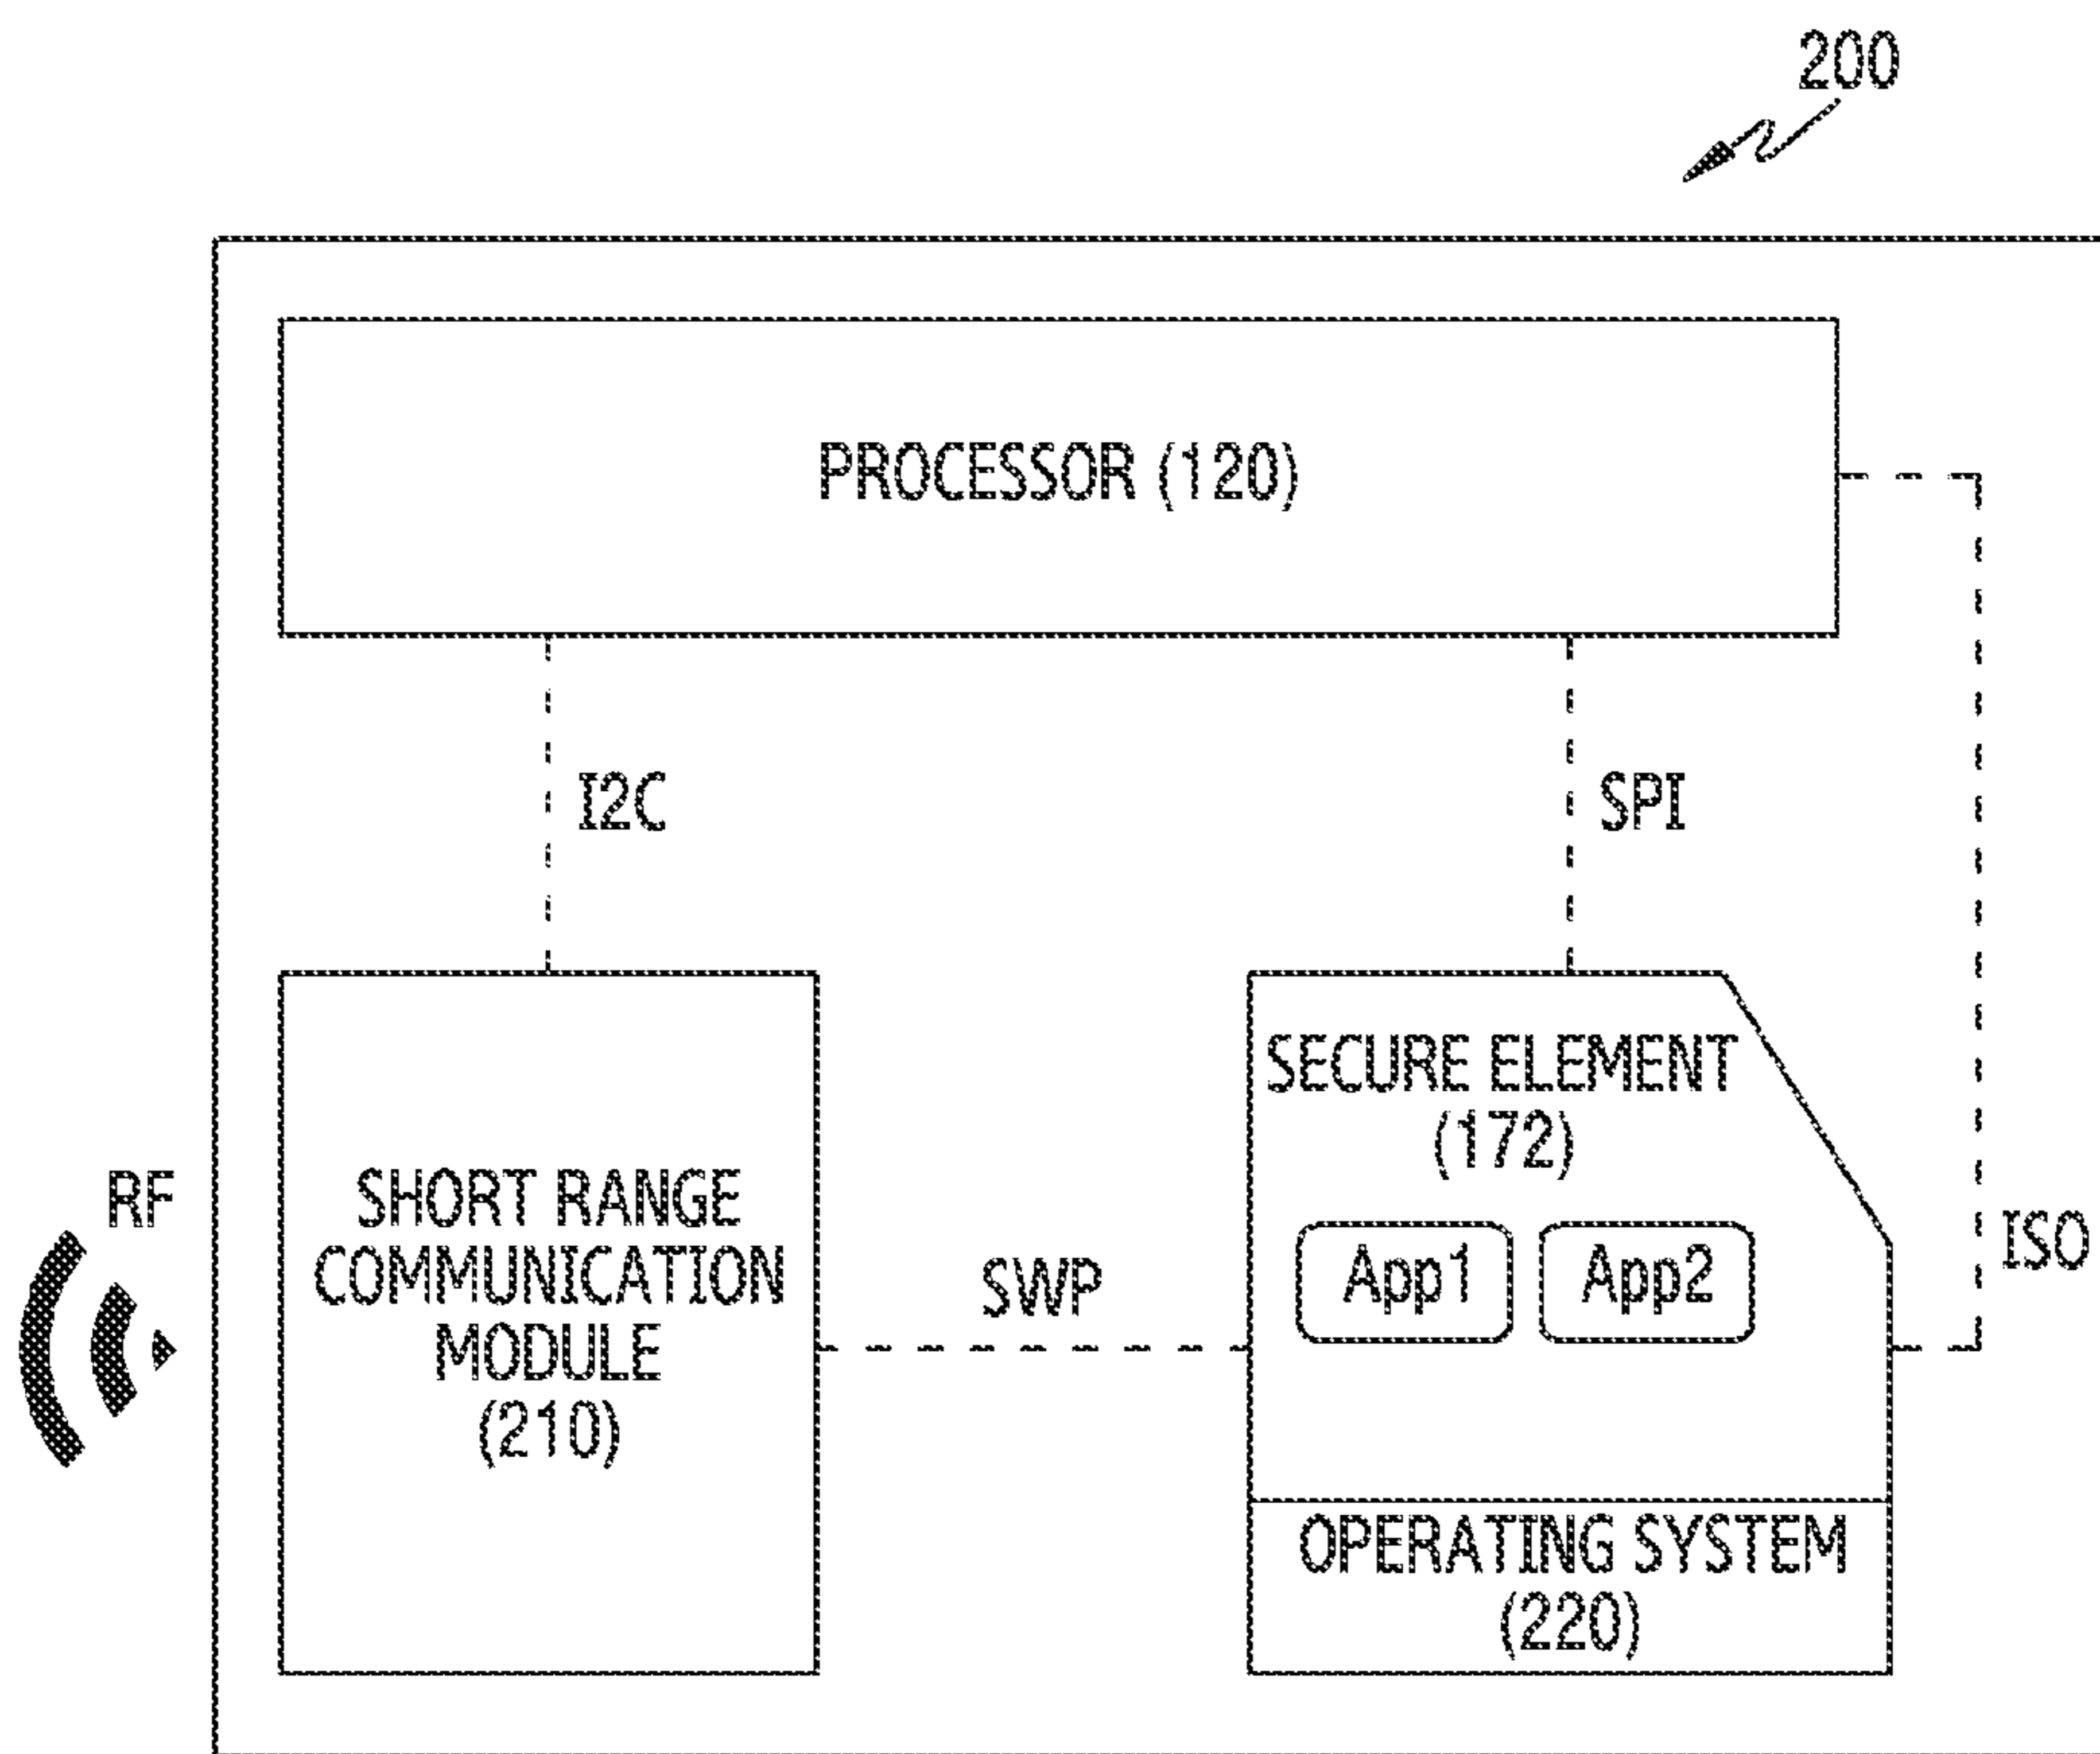 200
PROCESSOR (120)
I2C
SPI
SECURE ELEMENT
(172)
RF
SHORT RANGE
COMMUNICATION
MODULE
(210)
SWP
App1
App2
ISO
OPERATING SYSTEM
(220)